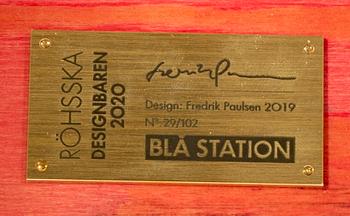 RÖHSSKA
DESIGNBAREN
2020
Design: Fredrik Paulsen 2019
Nº 29/102
BLÅ STATION